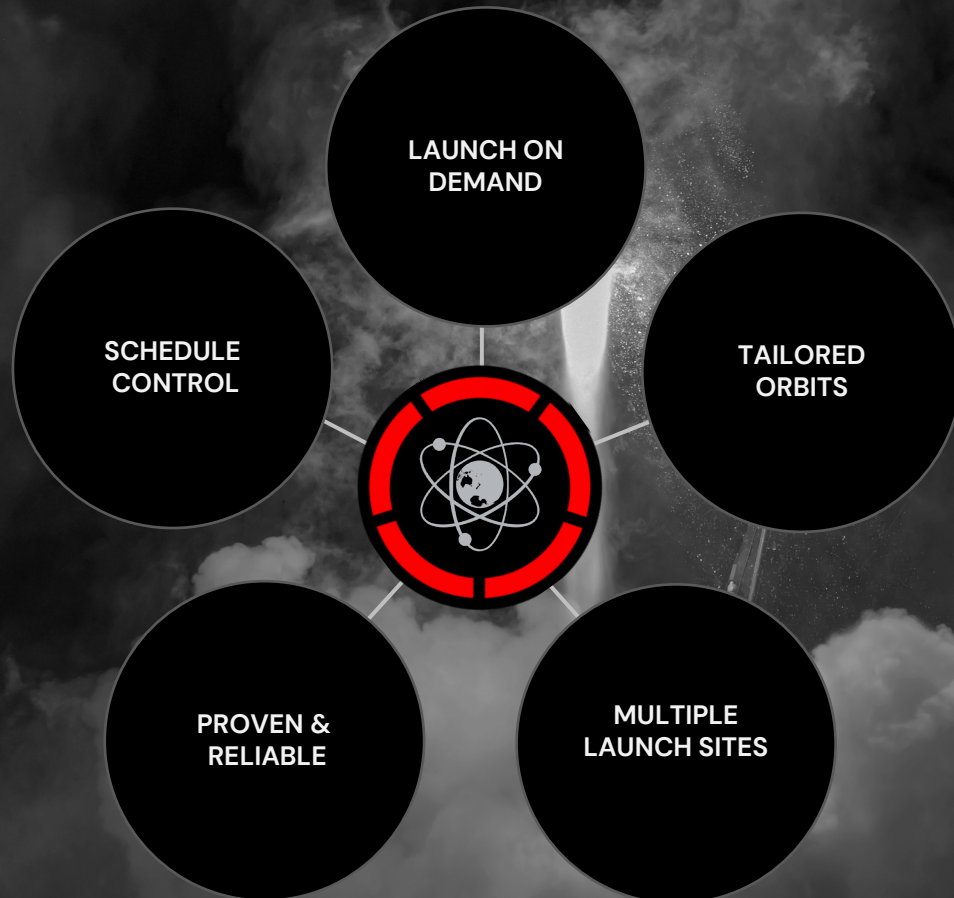 LAUNCH ON
DEMAND
SCHEDULE
CONTROL
TAILORED
ORBITS
PROVEN &
RELIABLE
MULTIPLE
LAUNCH SITES